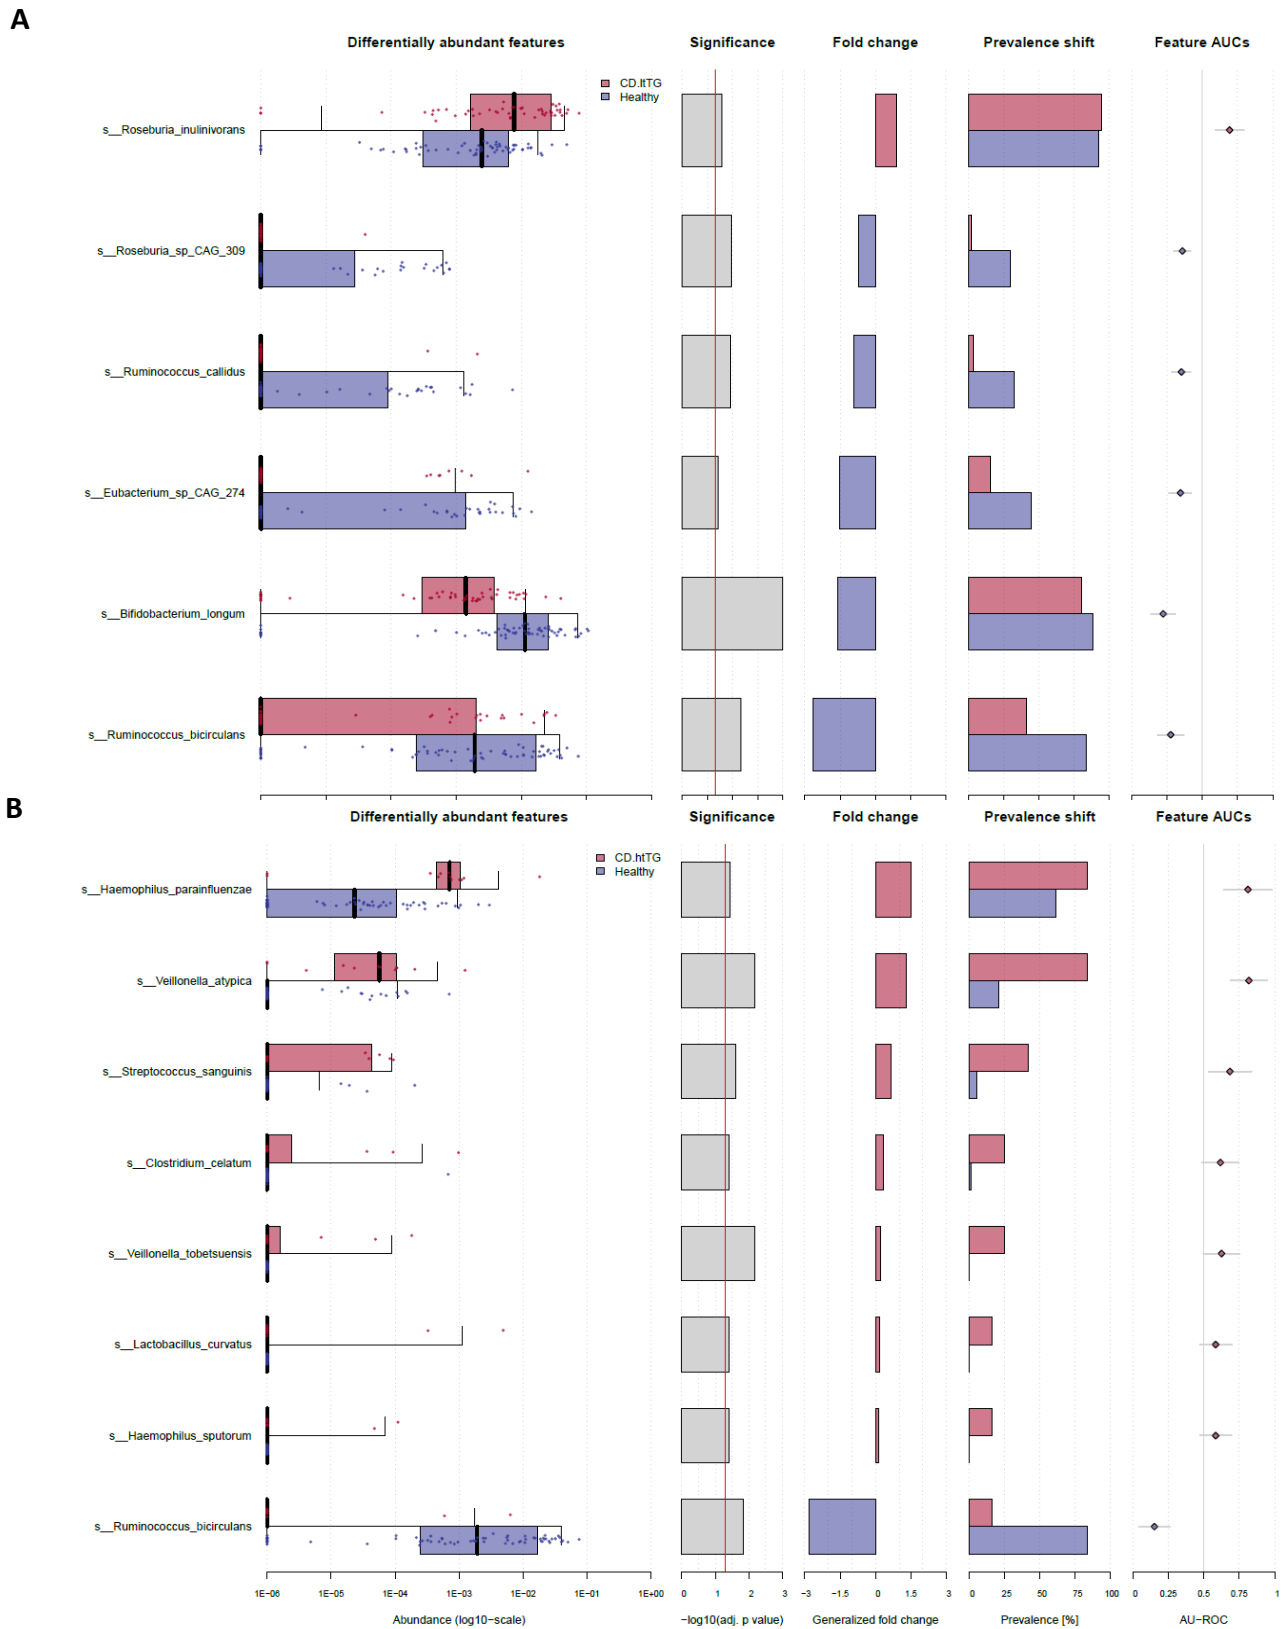 A
Differentially abundant features Significance Fold change Prevalence shift Feature AUCs
CD.ltTG
Healthy
s__Roseburia_inulinivorans
s__Roseburia_sp_CAG_309
s__Ruminococcus_callidus
s__Eubacterium_sp_CAG_274
s__Bifidobacterium_longum
s__Ruminococcus_bicirculans
B
Differentially abundant features Significance Fold change Prevalence shift Feature AUCs
CD.htTG
Healthy
s__Haemophilus_parainfluenzae
s__Veillonella_atypica
s__Streptococcus_sanguinis
s__Clostridium_celatum
s__Veillonella_tobetsuensis
s__Lactobacillus_curvatus
s__Haemophilus_sputorum
s__Ruminococcus_bicirculans
1E−06 1E−05 1E−04 1E−03 1E−02 1E−01 1E+00 0 1 2 3 −3 −1.5 0 1.5 3 0 25 50 75 100 0 0.25 0.5 0.75 1
Abundance (log10−scale) −log10(adj. p value) Generalized fold change Prevalence [%] AU−ROC